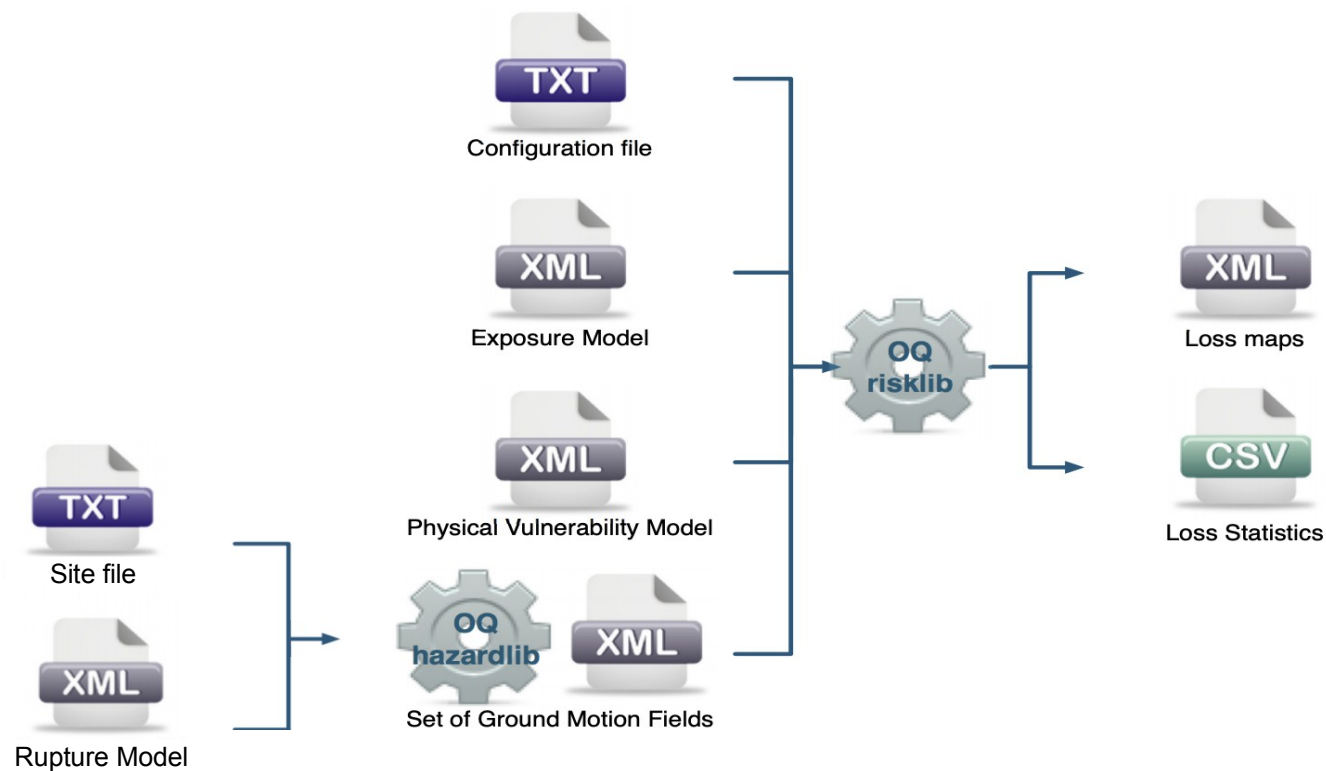 TXT
Configuration file
XML
Exposure Model
XML
Physical Vulnerability Model
TXT
Site file
XML
Rupture Model
OQ
hazardlib
XML
Set of Ground Motion Fields
OQ
risklib
XML
Loss maps
CSV
Loss Statistics